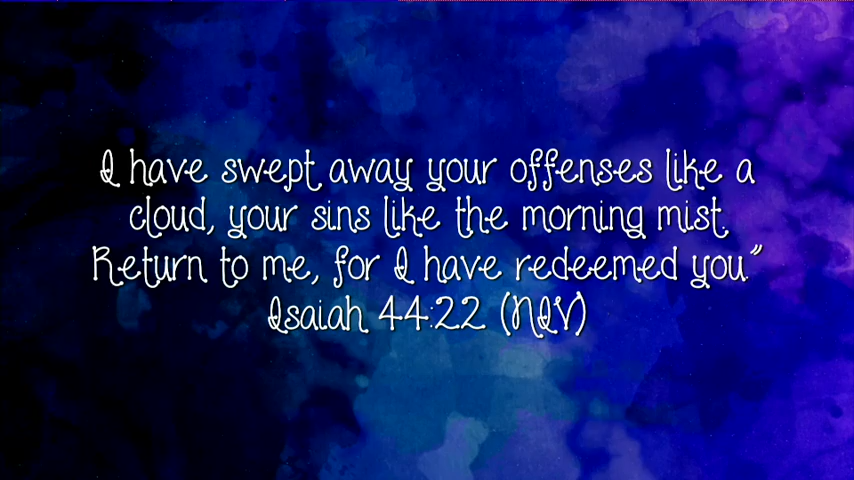 I have swept away your offenses like a
cloud, your sins like the morning mist.
Return to me, for I have redeemed you.”
Isaiah 44:22 (NIV)